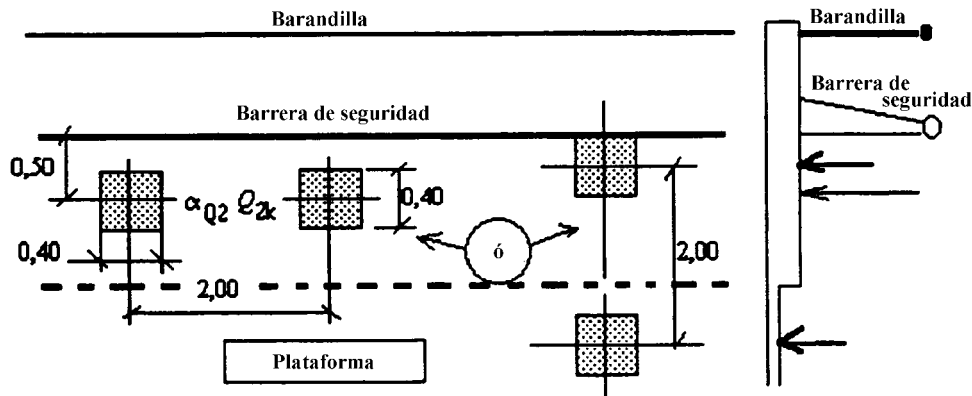 Barandilla
Barrera de seguridad
0,50
α Q2 Q 2k
0,40
0,40
2,00
ó
2,00
Plataforma
Barandilla
Barrera de
seguridad